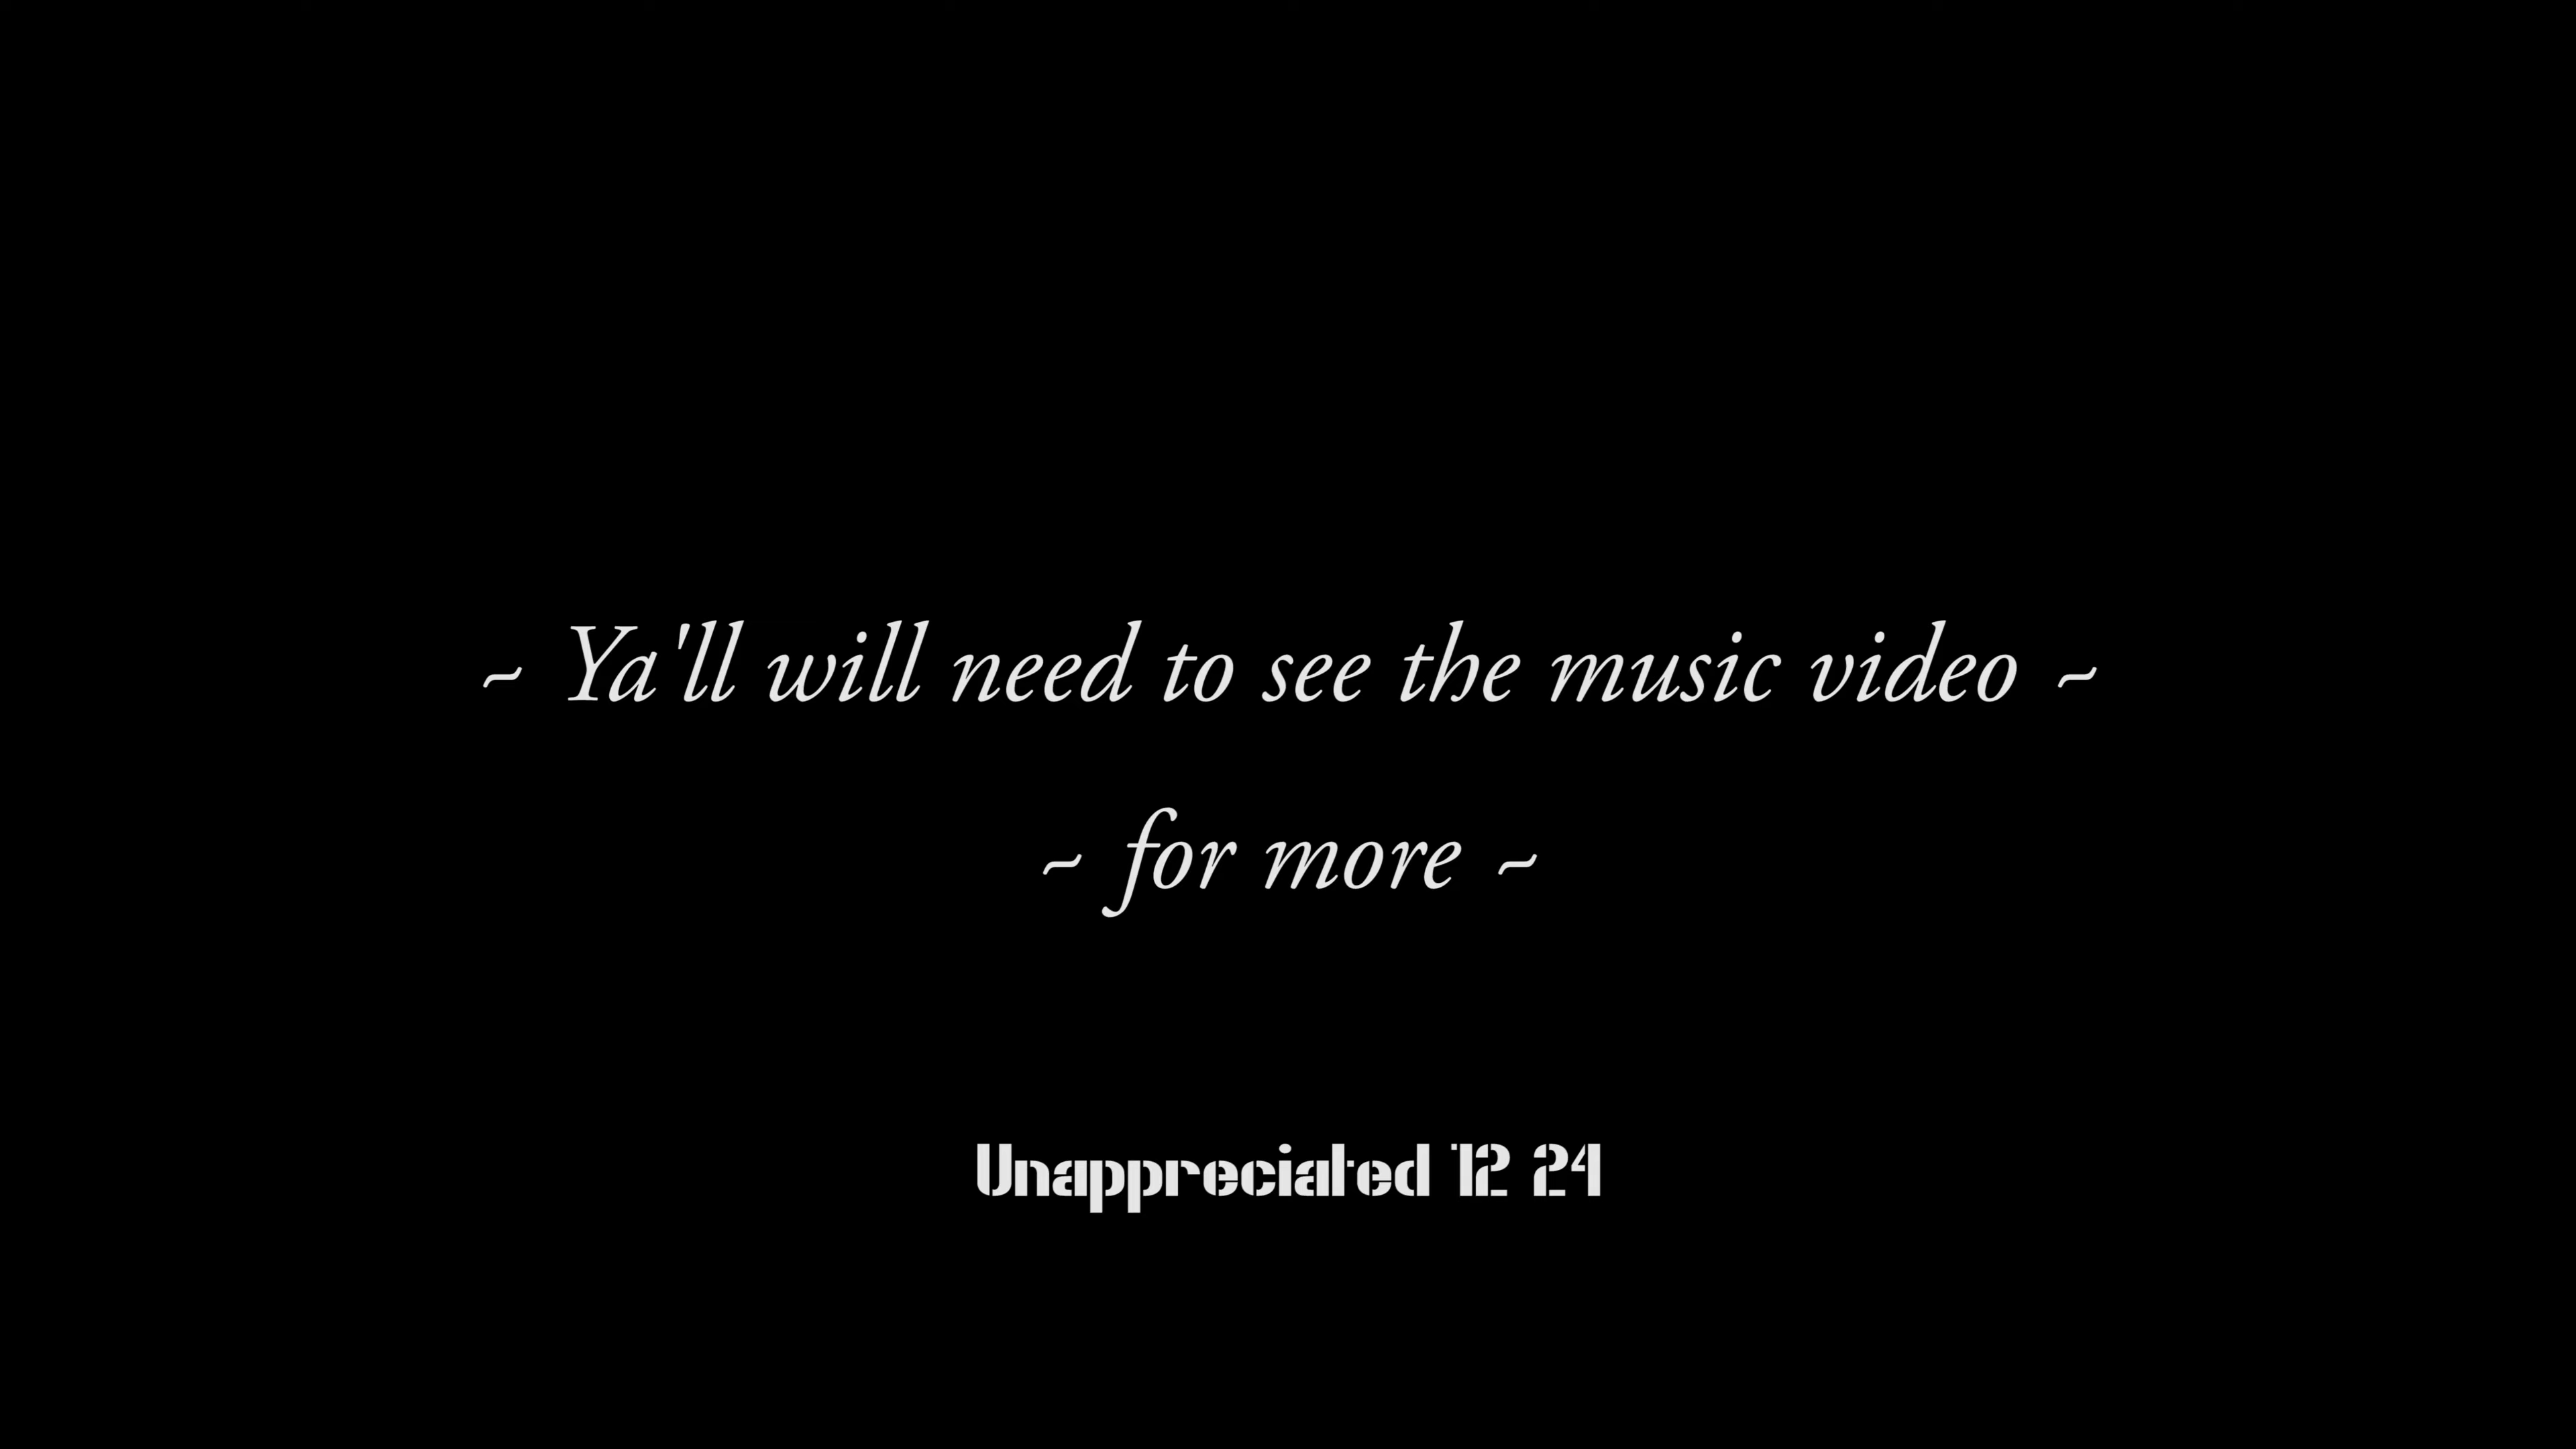 ~ Ya'll will need to see the music video ~
~ for more ~
Unappreciated 12 24